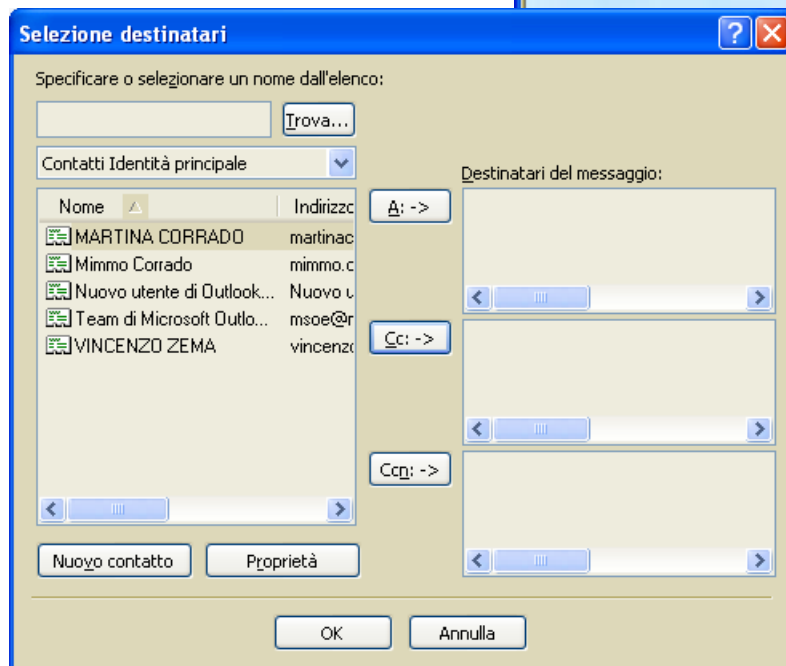 Selezione destinatari
Specificare o selezionare un nome dall'elenco:
Trova...
Contatti Identità principale
Destinatari del messaggio:
Nome Indirizzo
A: ->
MARTINA CORRADO martinac
Mimmo Corrado mimmo.c
Nuovo utente di Outlook... Nuovo u
Team di Microsoft Outlo... msoe@r
VINCENZO ZEMA vincenzo
Cc: ->
Ccn: ->
Nuovo contatto Proprietà
OK Annulla